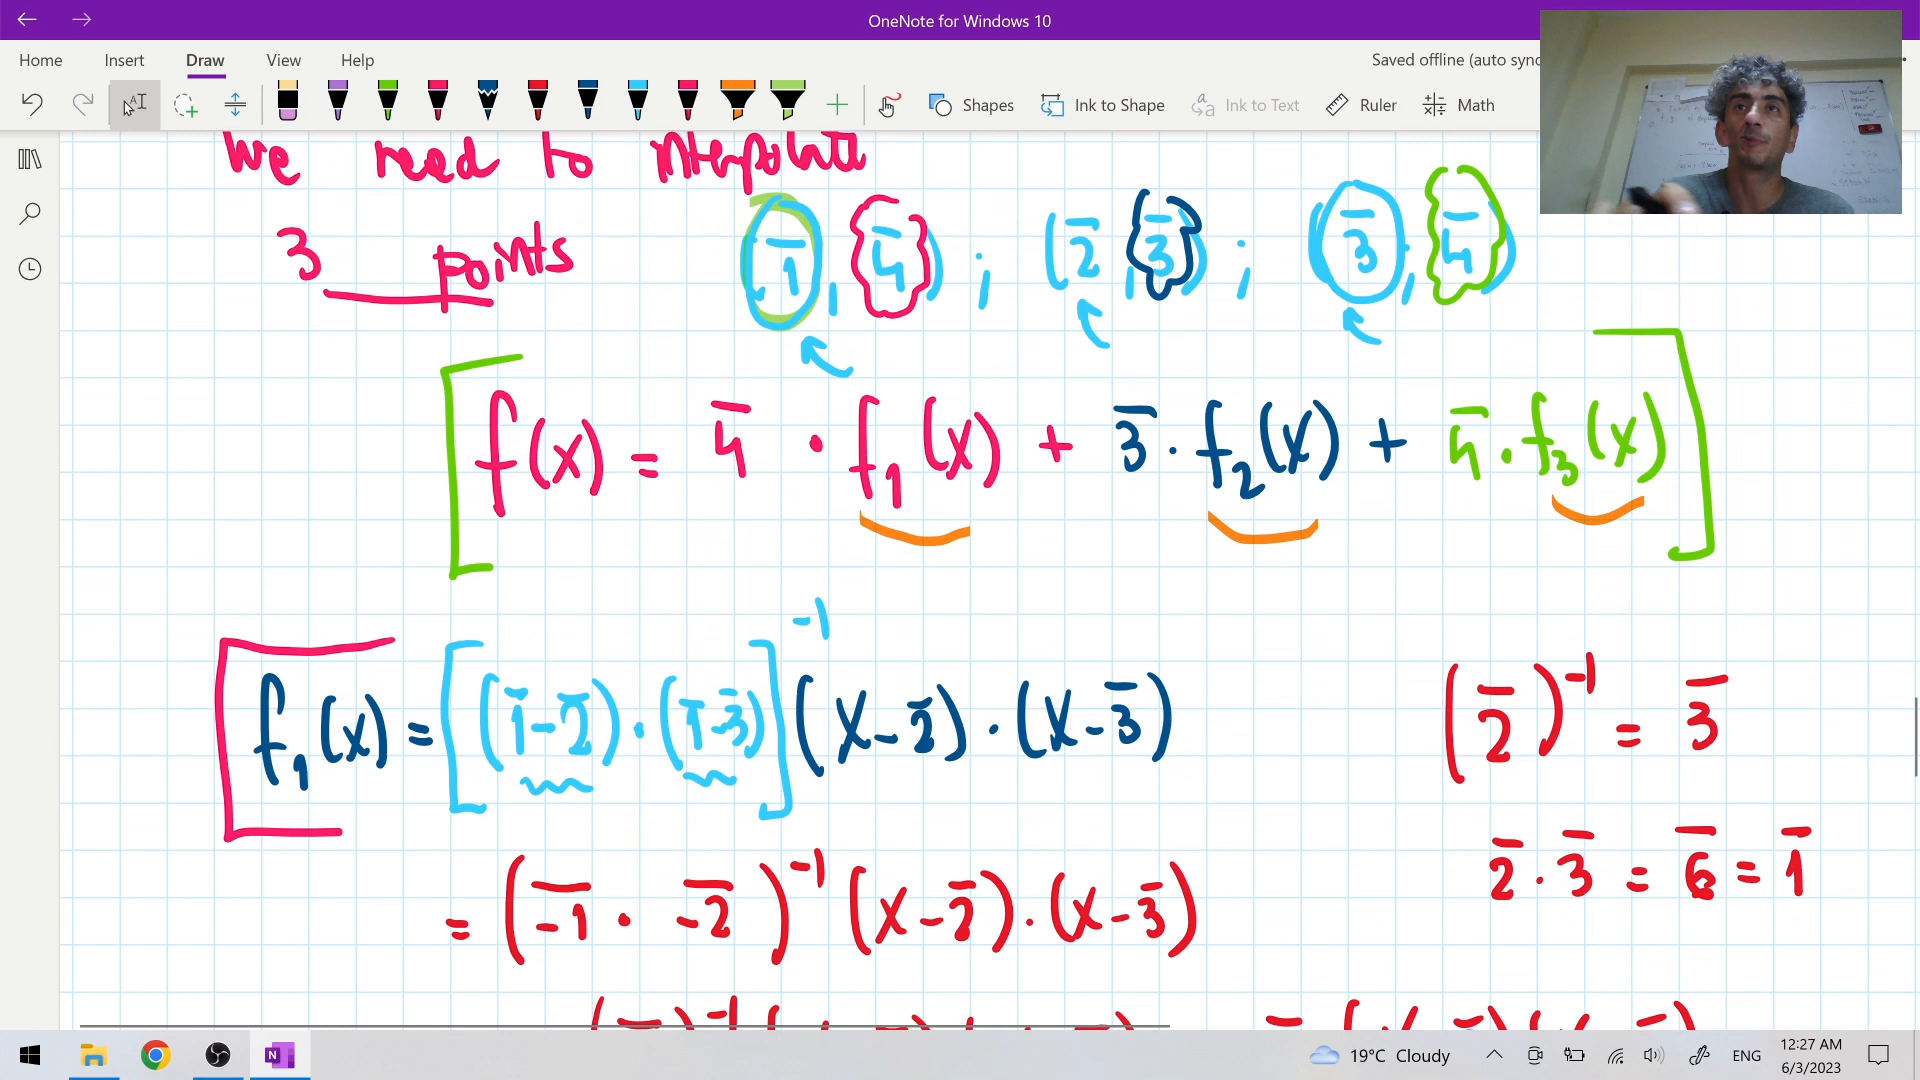 OneNote for Windows 10
Home Insert Draw View Help Saved offline (auto sync
Shapes Ink to Shape Ink to Text Ruler Math
We need to interpolate
3 points (1̅, 4̅) ; (2̅, 3̅) ; (3̅, 4̅)
f(x) = 4̅ · f₁(x) + 3̅ · f₂(x) + 4̅ · f₃(x)
f₁(x) = [(1̅-2̅) · (1̅-3̅)]⁻¹ (x-2̅) · (x-3̅)
(2̅)⁻¹ = 3̅
2̅ · 3̅ = 6̅ = 1̅
= (-̅1̅ · -̅2̅)⁻¹ (x-2̅) · (x-3̅)
19°C Cloudy ENG 12:27 AM
6/3/2023